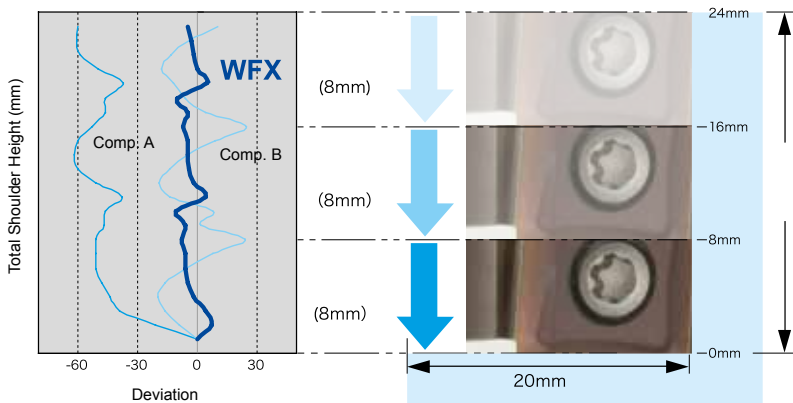 Total Shoulder Height (mm)
WFX
Comp. A
Comp. B
-60
-30
0
30
Deviation
(8mm)
(8mm)
(8mm)
24mm
16mm
8mm
0mm
20mm